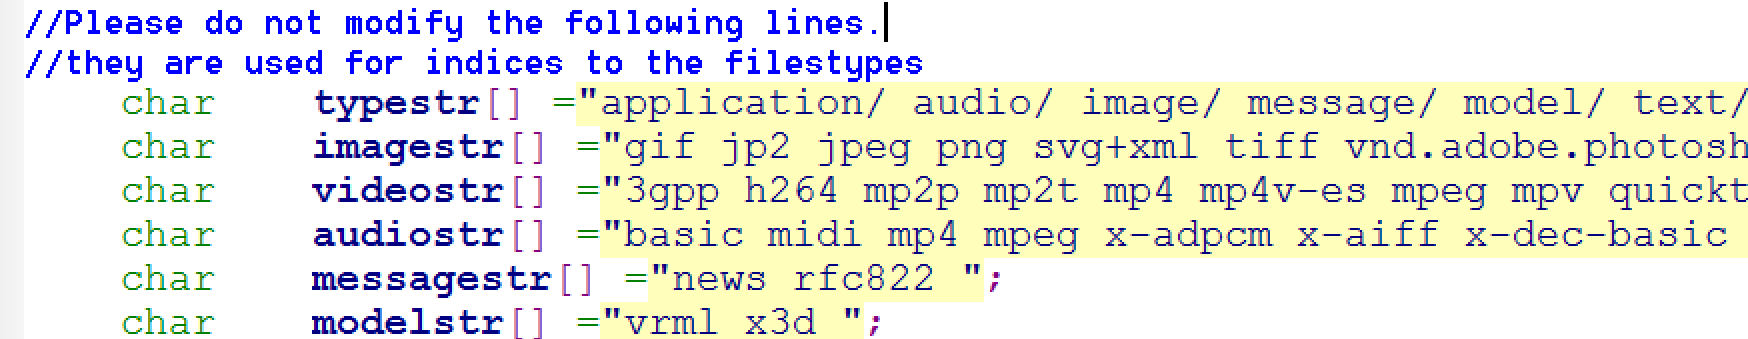 //Please do not modify the following lines.
//they are used for indices to the filestypes
char typestr[] ="application/ audio/ image/ message/ model/ text/
char imagestr[] ="gif jp2 jpeg png svg+xml tiff vnd.adobe.photosh
char videostr[] ="3gpp h264 mp2p mp2t mp4 mp4v-es mpeg mpv quickt
char audiostr[] ="basic midi mp4 mpeg x-adpcm x-aiff x-dec-basic
char messagestr[] ="news rfc822 ";
char modelstr[] ="vrml x3d ";